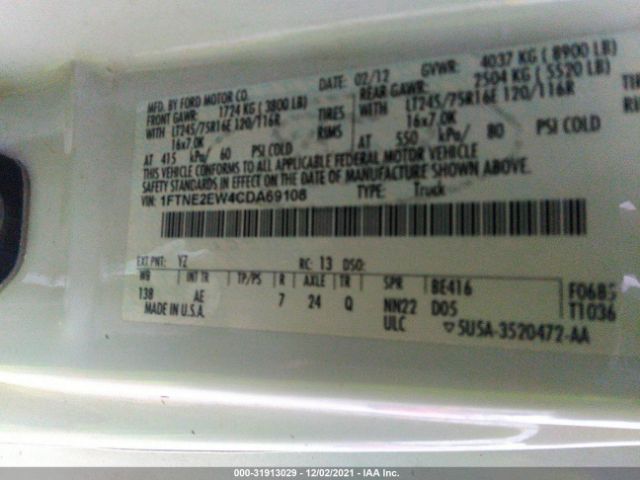 MFD. BY FORD MOTOR CO.
DATE: 02/12 GVWR: 4037 KG ( 8900 LB)
FRONT GAWR: 1724 KG ( 3800 LB) REAR GAWR: 2504 KG ( 5520 LB)
WITH LT245/75R16E 120/116R TIRES WITH LT245/75R16E 120/116R TIRE
16x7.0K RIMS 16x7.0K RI
AT 415 kPa/ 60 PSI COLD AT 550 kPa/ 80 PSI COLD
THIS VEHICLE CONFORMS TO ALL APPLICABLE FEDERAL MOTOR VEHICLE
SAFETY STANDARDS IN EFFECT ON THE DATE OF MANUFACTURE SHOWN ABOVE.
VIN: 1FTNE2EW4CDA69108 TYPE: Truck
EXT PNT: YZ RC: 13 DSO:
WB INT TR TP/PS R AXLE TR SPR BE416 F0685
138 AE 7 24 Q NN22 DOS T1036
MADE IN U.S.A. ULC ▽5U5A-3520472-AA
000-31913029 - 12/02/2021 - IAA Inc.